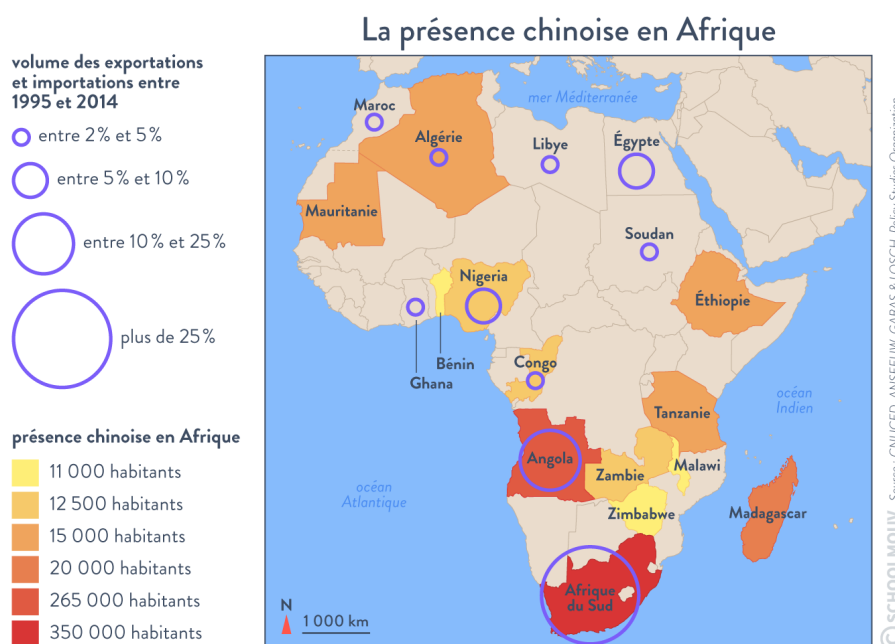 La présence chinoise en Afrique
volume des exportations
et importations entre
1995 et 2014
entre 2 % et 5 %
entre 5 % et 10 %
entre 10 % et 25 %
plus de 25 %
présence chinoise en Afrique
11 000 habitants
12 500 habitants
15 000 habitants
20 000 habitants
265 000 habitants
350 000 habitants
mer Méditerranée
Maroc
Algérie
Libye
Égypte
Mauritanie
Soudan
Nigeria
Éthiopie
Bénin
Ghana
Congo
océan
Indien
Tanzanie
Angola
Zambie
Malawi
océan
Atlantique
Zimbabwe
Madagascar
Afrique
du Sud
N
1 000 km
© SCHOOLMOUV